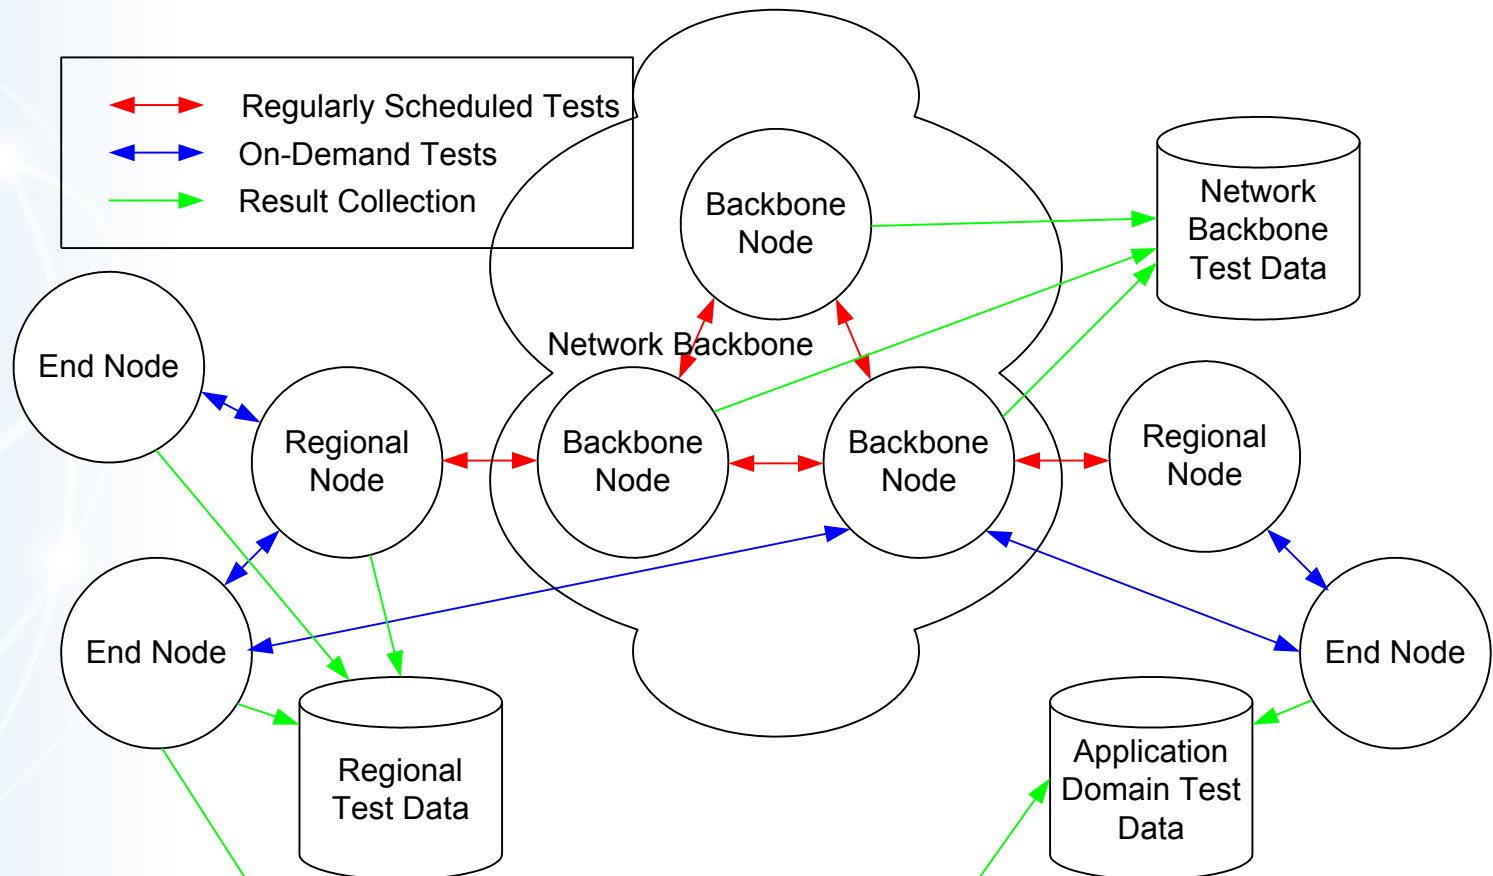 Regularly Scheduled Tests
On-Demand Tests
Result Collection
Backbone
Node
Network
Backbone
Test Data
Network Backbone
End Node
Regional
Node
Backbone
Node
Backbone
Node
Regional
Node
End Node
End Node
Regional
Test Data
Application
Domain Test
Data